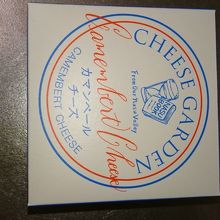 CHEESE GARDEN
From Our Nasu Valley
Camembert Cheese
カマンベール
チーズ
CAMEMBERT CHEESE